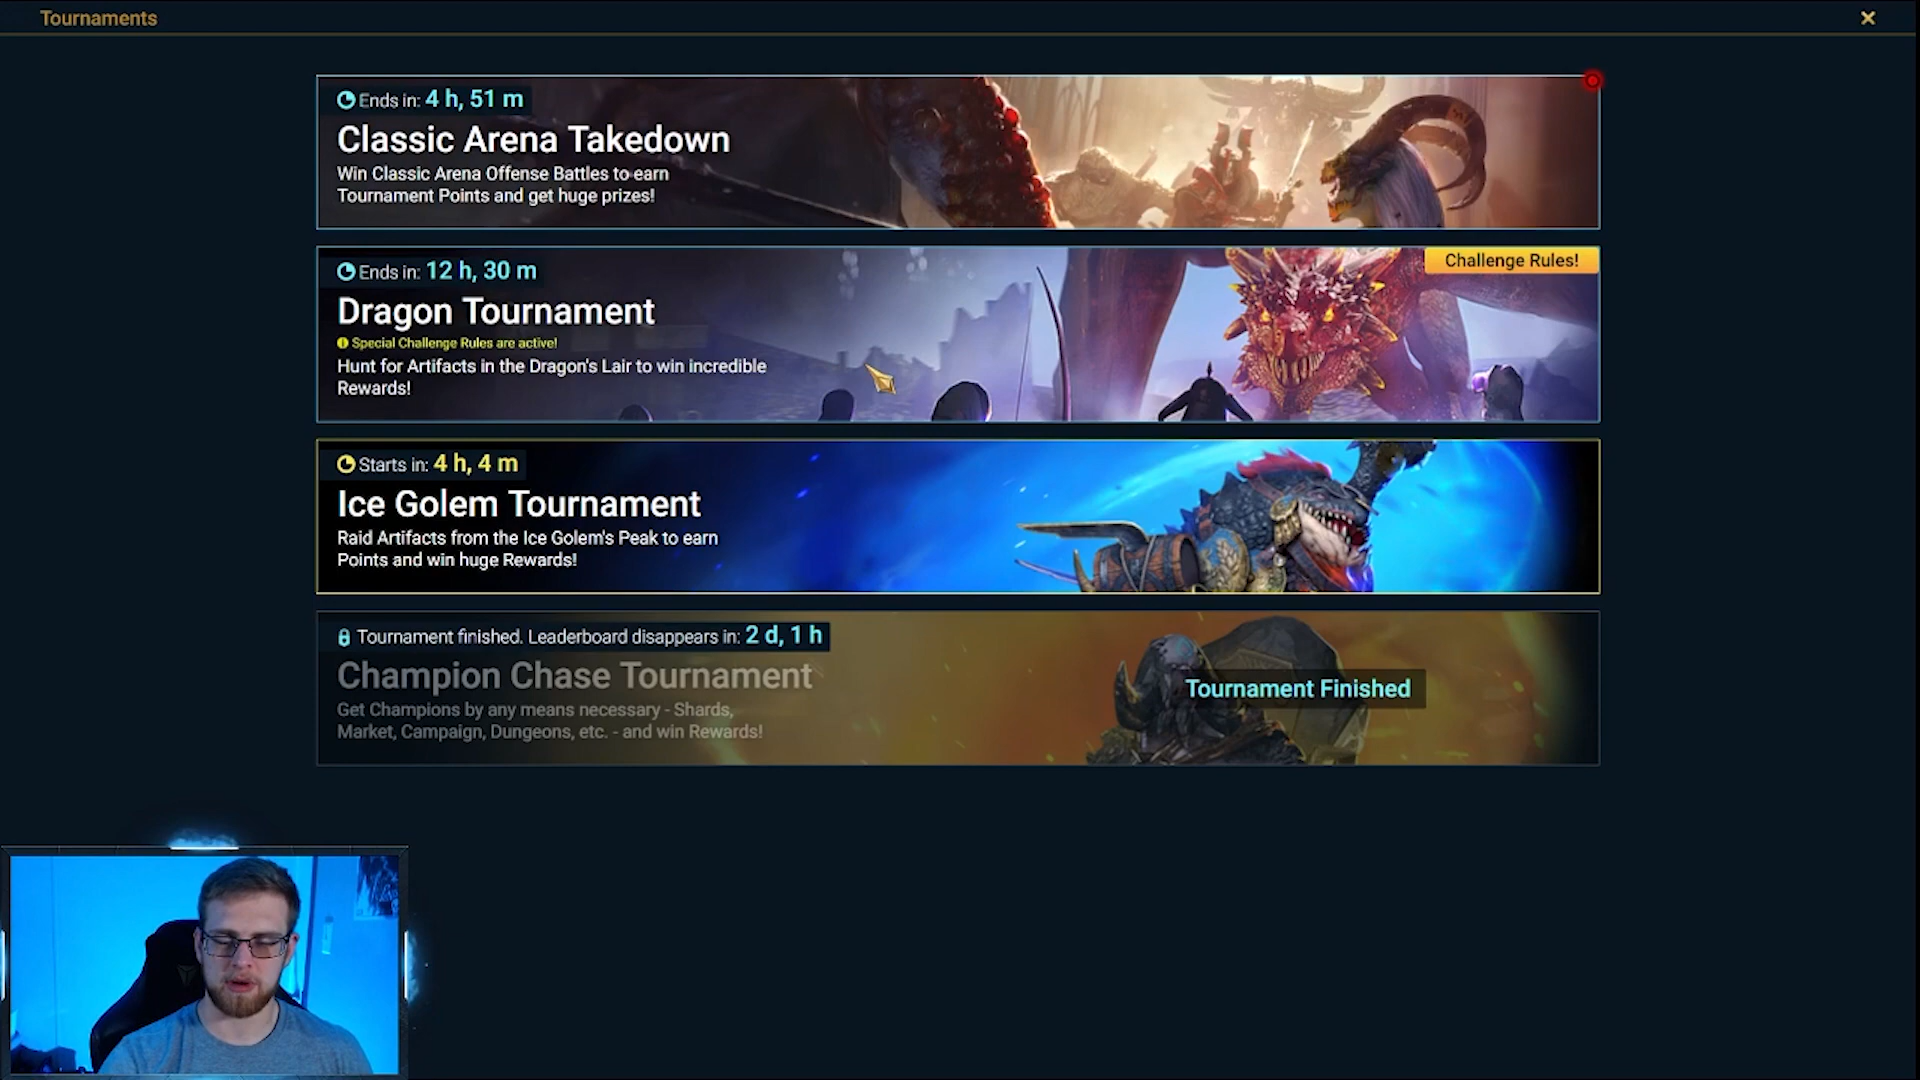 Tournaments
Ends in: 4 h, 51 m
Classic Arena Takedown
Win Classic Arena Offense Battles to earn
Tournament Points and get huge prizes!
Ends in: 12 h, 30 m
Challenge Rules!
Dragon Tournament
Special Challenge Rules are active!
Hunt for Artifacts in the Dragon's Lair to win incredible
Rewards!
Starts in: 4 h, 4 m
Ice Golem Tournament
Raid Artifacts from the Ice Golem's Peak to earn
Points and win huge Rewards!
Tournament finished. Leaderboard disappears in: 2 d, 1 h
Champion Chase Tournament
Tournament Finished
Get Champions by any means necessary - Shards,
Market, Campaign, Dungeons, etc. - and win Rewards!